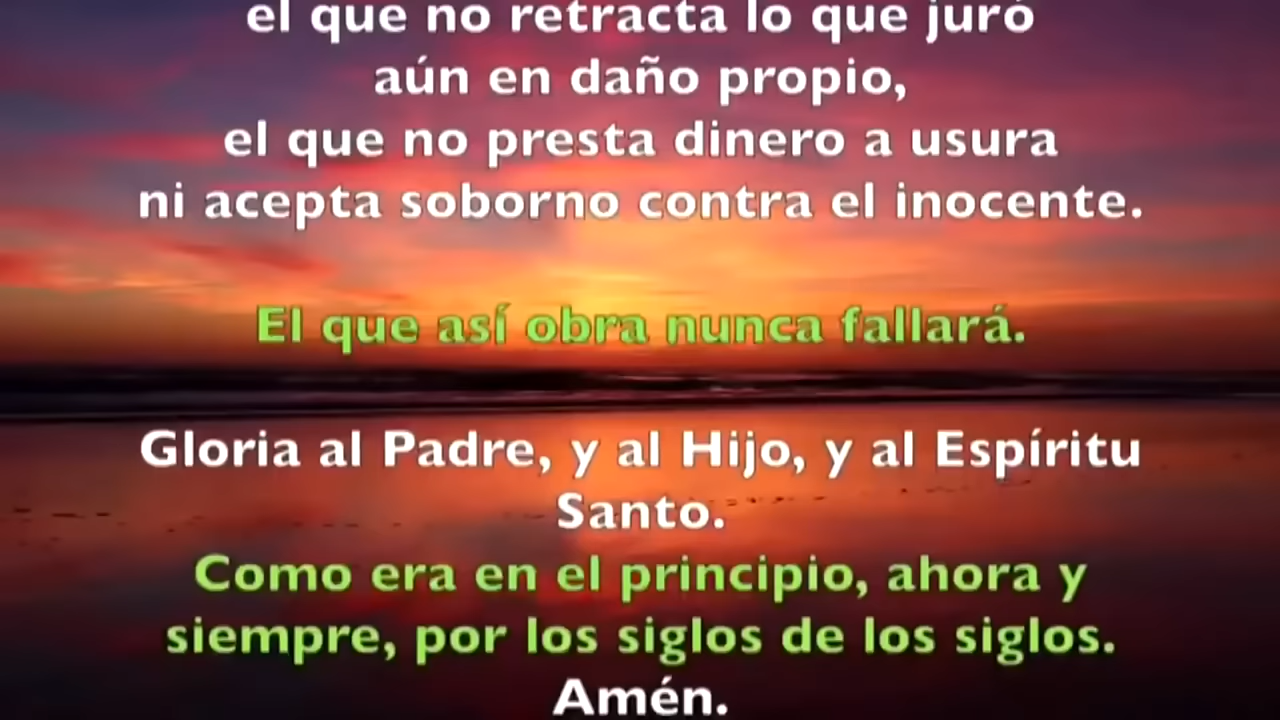 el que no retracta lo que juró
aún en daño propio,
el que no presta dinero a usura
ni acepta soborno contra el inocente.
El que así obra nunca fallará.
Gloria al Padre, y al Hijo, y al Espíritu
Santo.
Como era en el principio, ahora y
siempre, por los siglos de los siglos.
Amén.